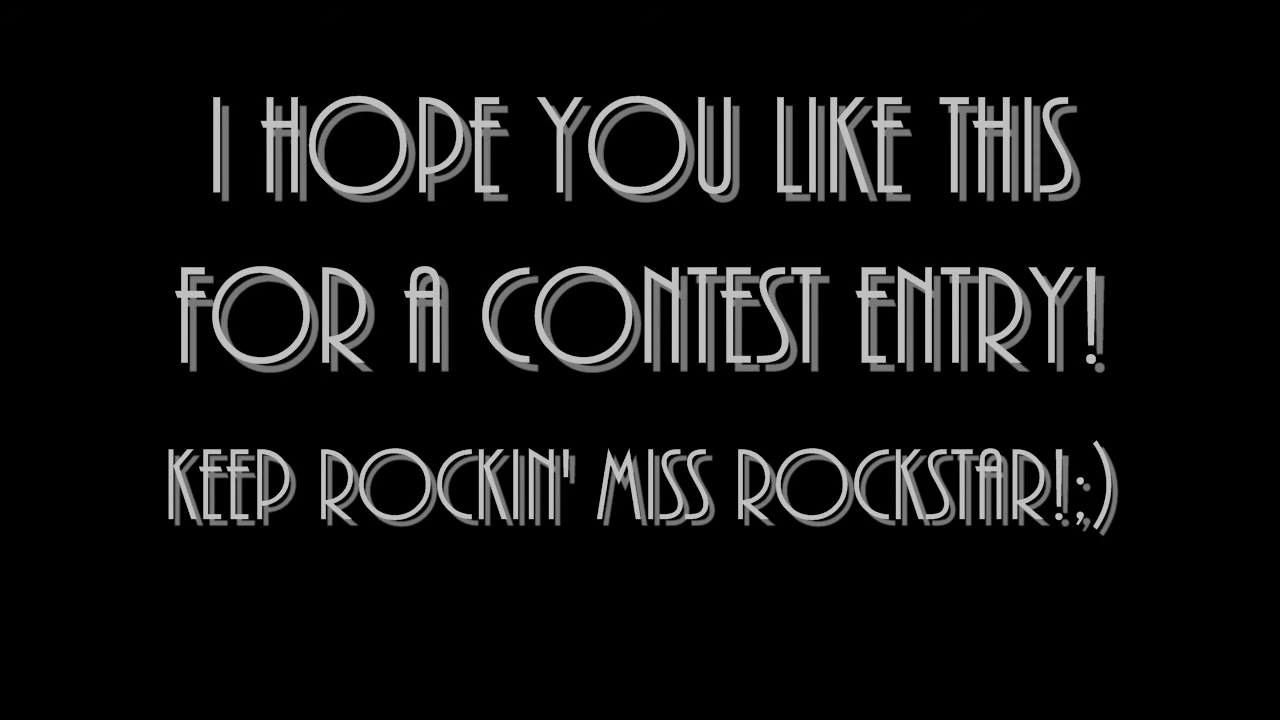 I HOPE YOU LIKE THIS
FOR A CONTEST ENTRY!
KEEP ROCKIN' MISS ROCKSTAR!;)